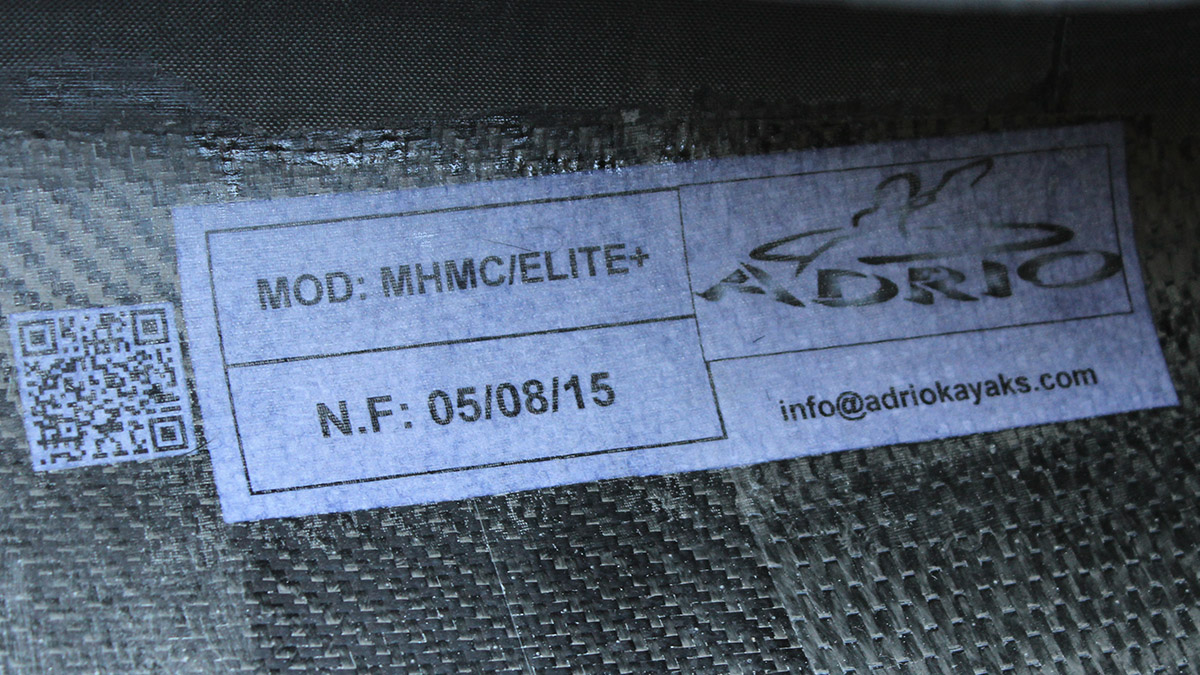 MOD: MHMC/ELITE+
N.F: 05/08/15
ADRIO
info@adriokayaks.com